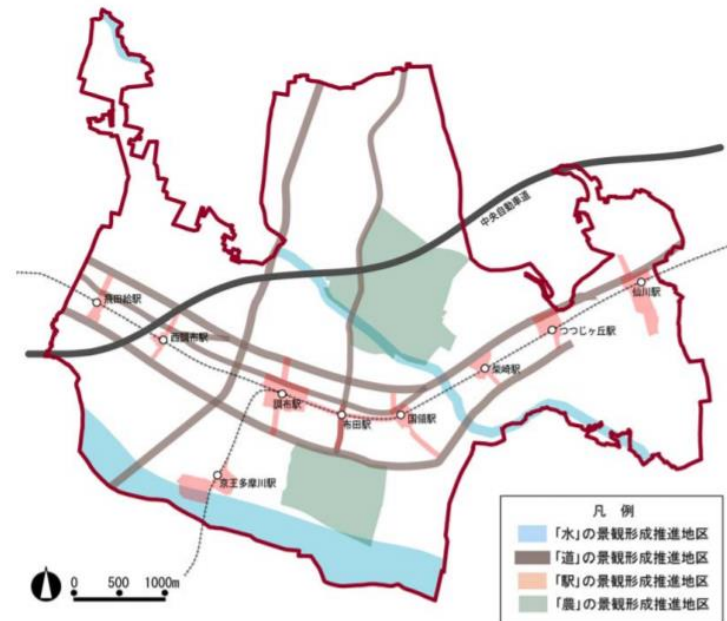 中央自動車道
仙川駅
飛田給駅
つつじヶ丘駅
西調布駅
柴崎駅
調布駅
布田駅
国領駅
京王多摩川駅
凡 例
「水」の景観形成推進地区
「道」の景観形成推進地区
「駅」の景観形成推進地区
「農」の景観形成推進地区
0 500 1000m